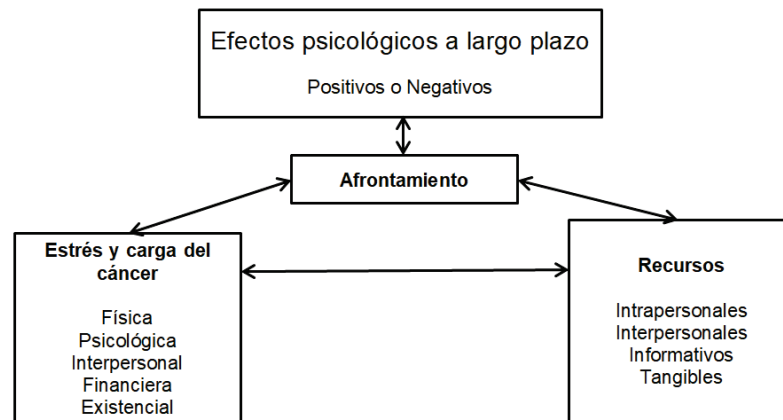 Efectos psicológicos a largo plazo
Positivos o Negativos
Afrontamiento
Estrés y carga del
cáncer
Física
Psicológica
Interpersonal
Financiera
Existencial
Recursos
Intrapersonales
Interpersonales
Informativos
Tangibles